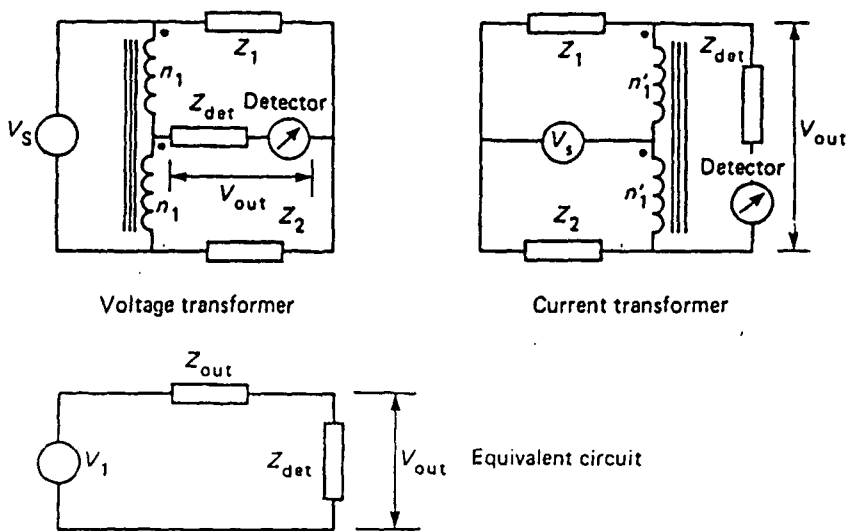 Z1
n1
Zdet
Detector
VS
Vout
n1
Z2
Voltage transformer
Z1
n'1
Zdet
Vs
Vout
Detector
n'1
Z2
Current transformer
Zout
V1
Zdet
Vout
Equivalent circuit